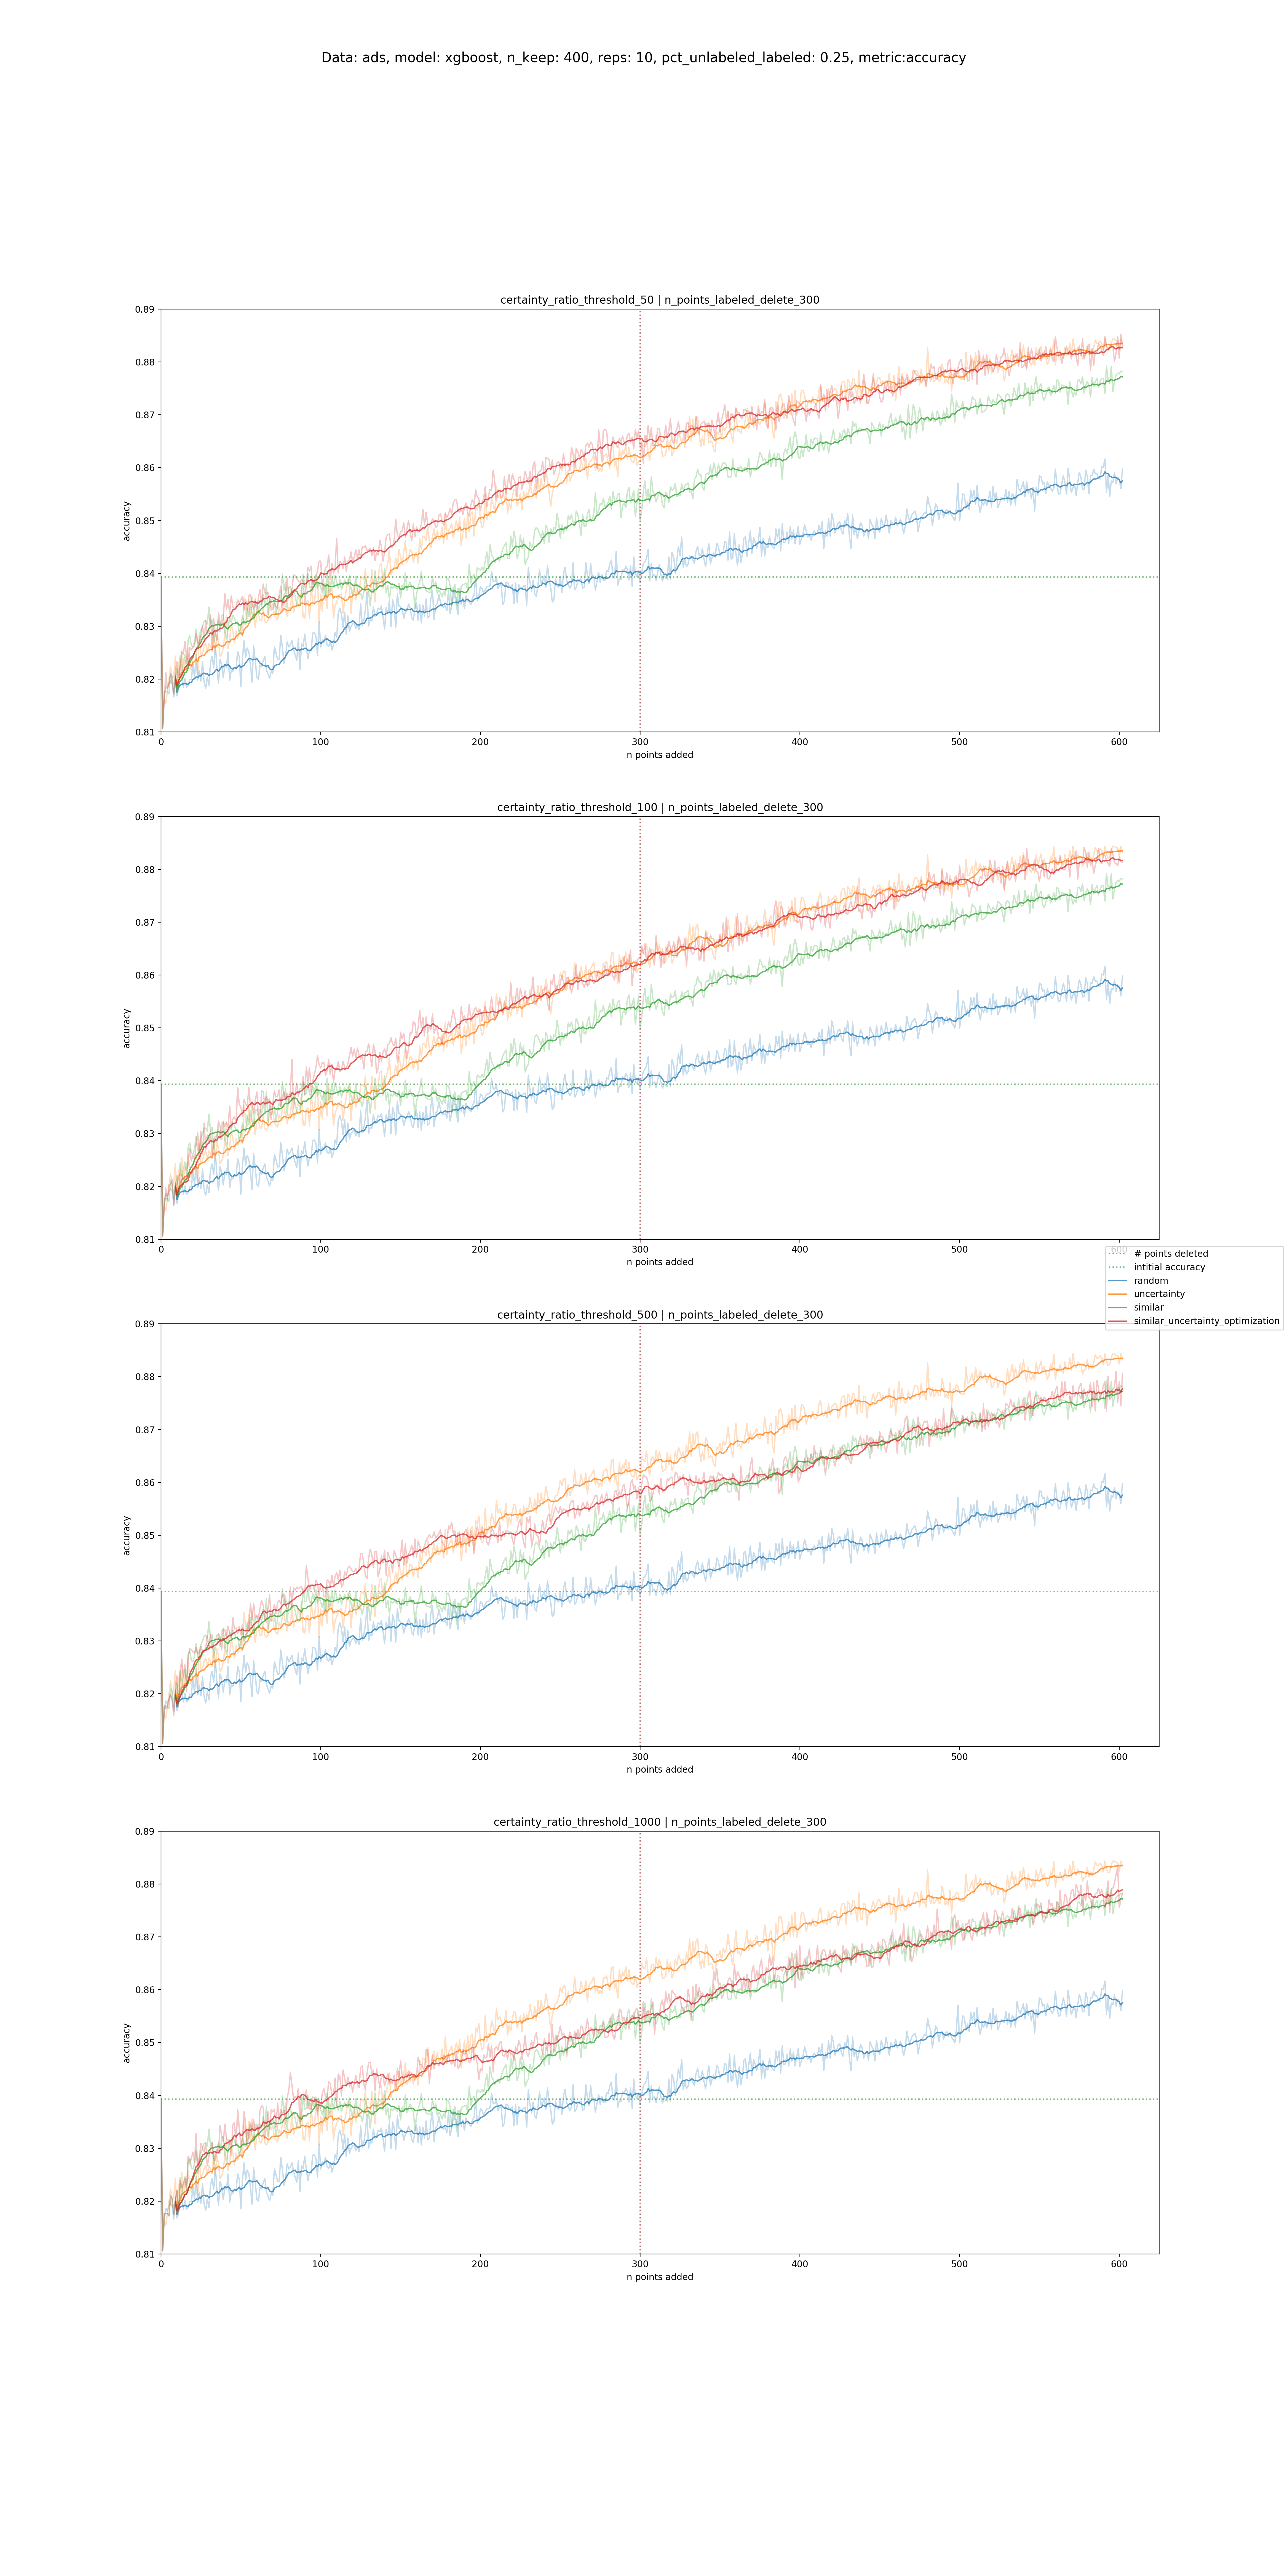 Data: ads, model: xgboost, n_keep: 400, reps: 10, pct_unlabeled_labeled: 0.25, metric:accuracy
certainty_ratio_threshold_50 | n_points_labeled_delete_300
0.89
0.88
0.87
0.86
0.85
0.84
0.83
0.82
0.81
accuracy
0 100 200 300 400 500 600
n points added
certainty_ratio_threshold_100 | n_points_labeled_delete_300
0.89
0.88
0.87
0.86
0.85
0.84
0.83
0.82
0.81
accuracy
0 100 200 300 400 500 600
n points added
# points deleted
intitial accuracy
random
uncertainty
similar
similar_uncertainty_optimization
certainty_ratio_threshold_500 | n_points_labeled_delete_300
0.89
0.88
0.87
0.86
0.85
0.84
0.83
0.82
0.81
accuracy
0 100 200 300 400 500 600
n points added
certainty_ratio_threshold_1000 | n_points_labeled_delete_300
0.89
0.88
0.87
0.86
0.85
0.84
0.83
0.82
0.81
accuracy
0 100 200 300 400 500 600
n points added